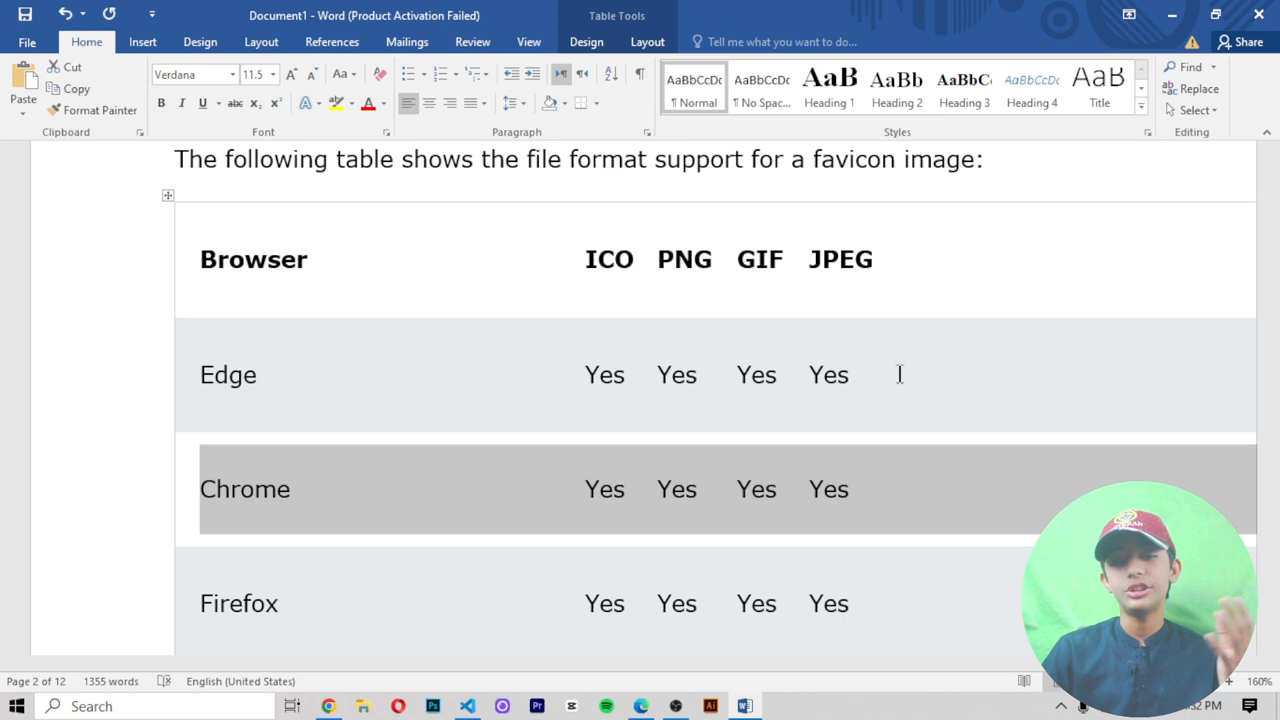 Document1 - Word (Product Activation Failed)
Table Tools
File Home Insert Design Layout References Mailings Review View Design Layout Tell me what you want to do... Share
Paste
Cut
Copy
Format Painter
Clipboard
Verdana 11.5
Font
Paragraph
AaBbCcDc AaBbCcDc AaB AaBb AaBbC AaBbCcDc AaB
¶ Normal ¶ No Spac... Heading 1 Heading 2 Heading 3 Heading 4 Title
Styles
Find
Replace
Select
Editing
The following table shows the file format support for a favicon image:
Browser ICO PNG GIF JPEG
Edge Yes Yes Yes Yes
Chrome Yes Yes Yes Yes
Firefox Yes Yes Yes Yes
Page 2 of 12 1355 words English (United States) 160%
Search